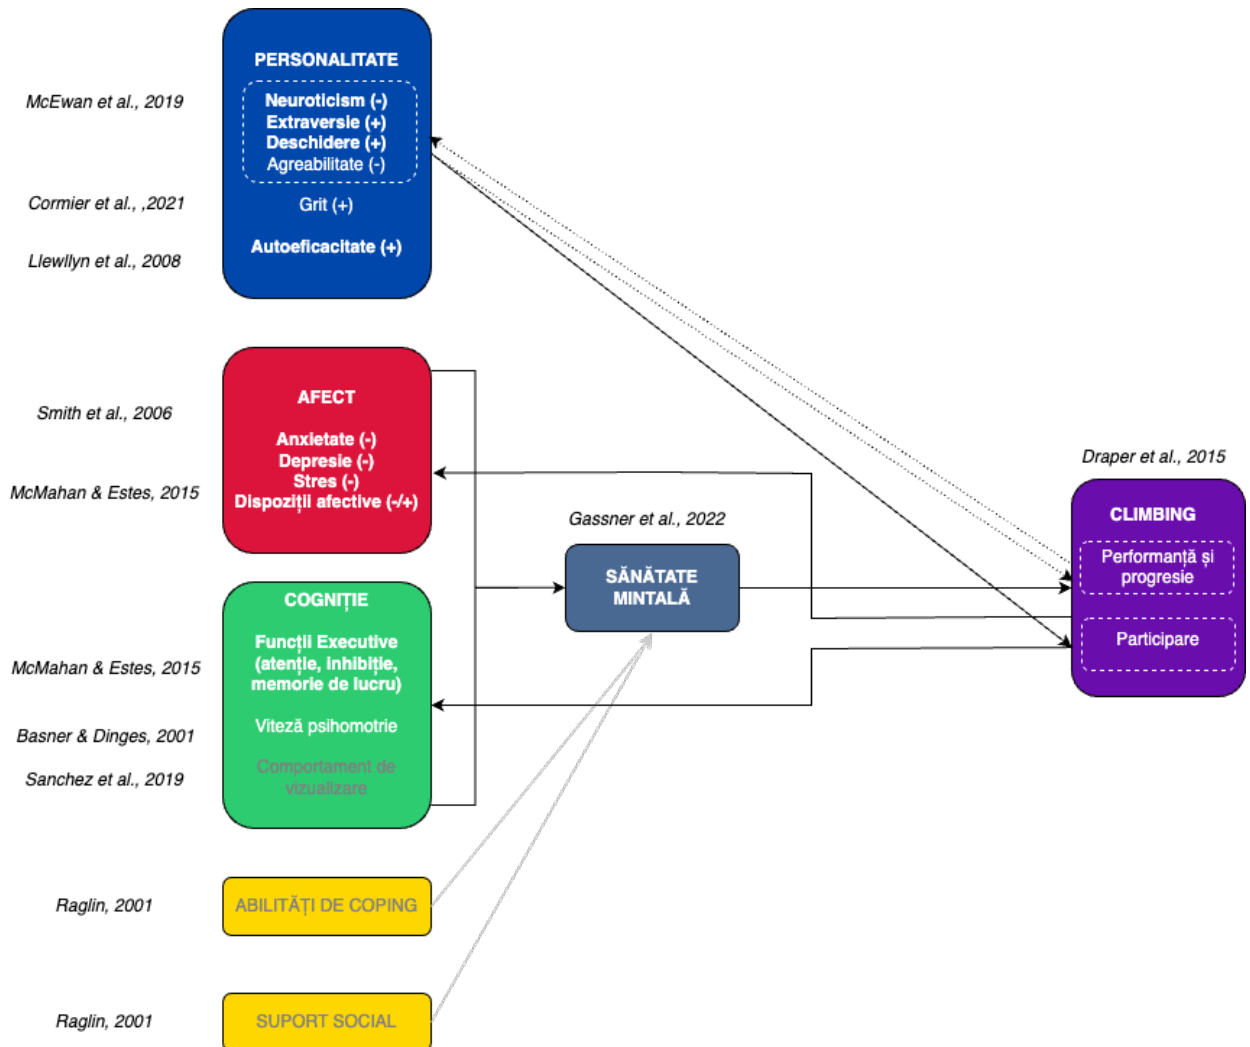 PERSONALITATE
McEwan et al., 2019
Neuroticism (-)
Extraversie (+)
Deschidere (+)
Agreabilitate (-)
Cormier et al., ,2021
Grit (+)
Autoeficacitate (+)
Llewllyn et al., 2008
AFECT
Smith et al., 2006
Anxietate (-)
Depresie (-)
Stres (-)
Dispoziții afective (-/+)
McMahan & Estes, 2015
Draper et al., 2015
CLIMBING
Performanță și
progresie
Participare
Gassner et al., 2022
SĂNĂTATE
MINTALĂ
COGNIȚIE
Funcții Executive
(atenție, inhibiție,
memorie de lucru)
McMahan & Estes, 2015
Viteză psihomotrie
Basner & Dinges, 2001
Comportament de
vizualizare
Sanchez et al., 2019
Raglin, 2001
ABILITĂȚI DE COPING
Raglin, 2001
SUPORT SOCIAL